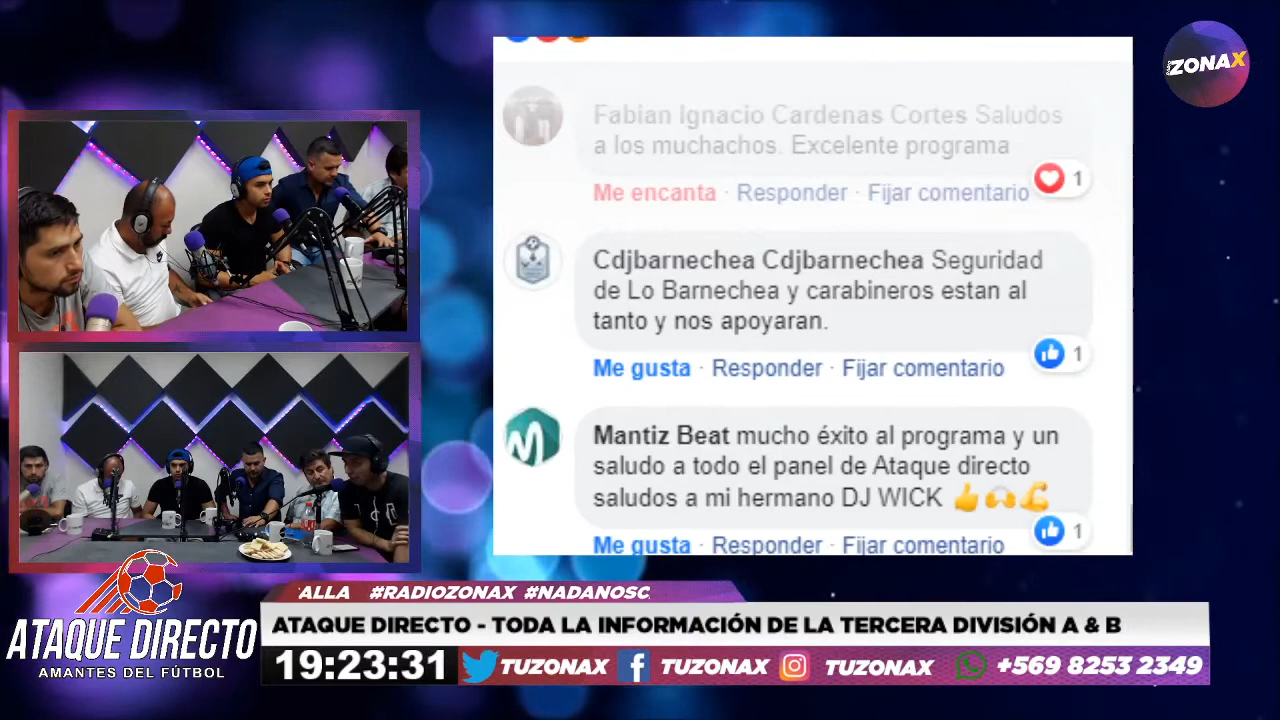 RADIO ZONAX
Fabian Ignacio Cardenas Cortes Saludos
a los muchachos. Excelente programa
Me encanta · Responder · Fijar comentario
1
Cdjbarnechea Cdjbarnechea Seguridad
de Lo Barnechea y carabineros estan al
tanto y nos apoyaran.
Me gusta · Responder · Fijar comentario
1
Mantiz Beat mucho éxito al programa y un
saludo a todo el panel de Ataque directo
saludos a mi hermano DJ WICK 👍🙌💪
Me gusta · Responder · Fijar comentario
1
ATAQUE DIRECTO
AMANTES DEL FÚTBOL
ALLA #RADIOZONAX #NADANOSC
ATAQUE DIRECTO - TODA LA INFORMACIÓN DE LA TERCERA DIVISIÓN A & B
19:23:31 TUZONAX TUZONAX TUZONAX +569 8253 2349